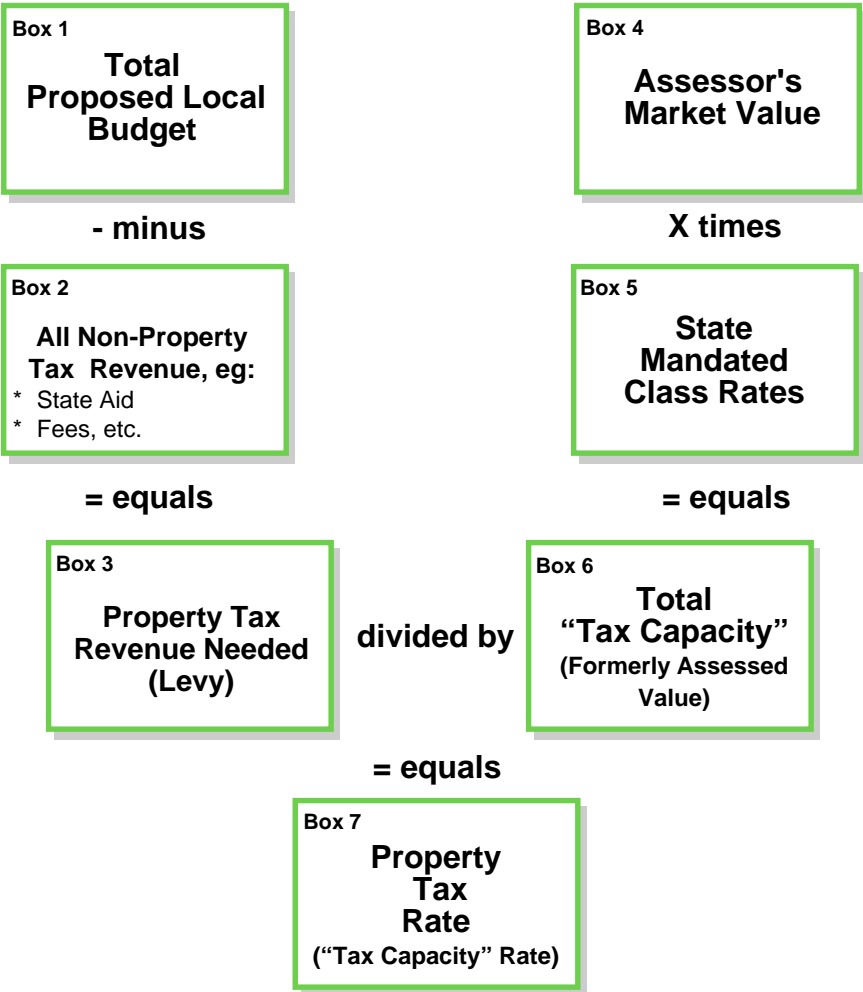 Box 1
Total
Proposed Local
Budget
- minus
Box 2
All Non-Property
Tax Revenue, eg:
* State Aid
* Fees, etc.
= equals
Box 3
Property Tax
Revenue Needed
(Levy)
divided by
Box 4
Assessor's
Market Value
X times
Box 5
State
Mandated
Class Rates
= equals
Box 6
Total
“Tax Capacity”
(Formerly Assessed
Value)
= equals
Box 7
Property
Tax
Rate
(“Tax Capacity” Rate)